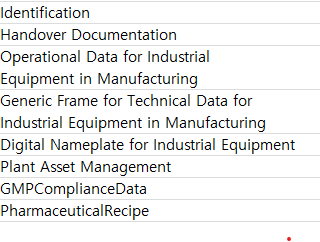 Identification
Handover Documentation
Operational Data for Industrial
Equipment in Manufacturing
Generic Frame for Technical Data for
Industrial Equipment in Manufacturing
Digital Nameplate for Industrial Equipment
Plant Asset Management
GMPComplianceData
PharmaceuticalRecipe